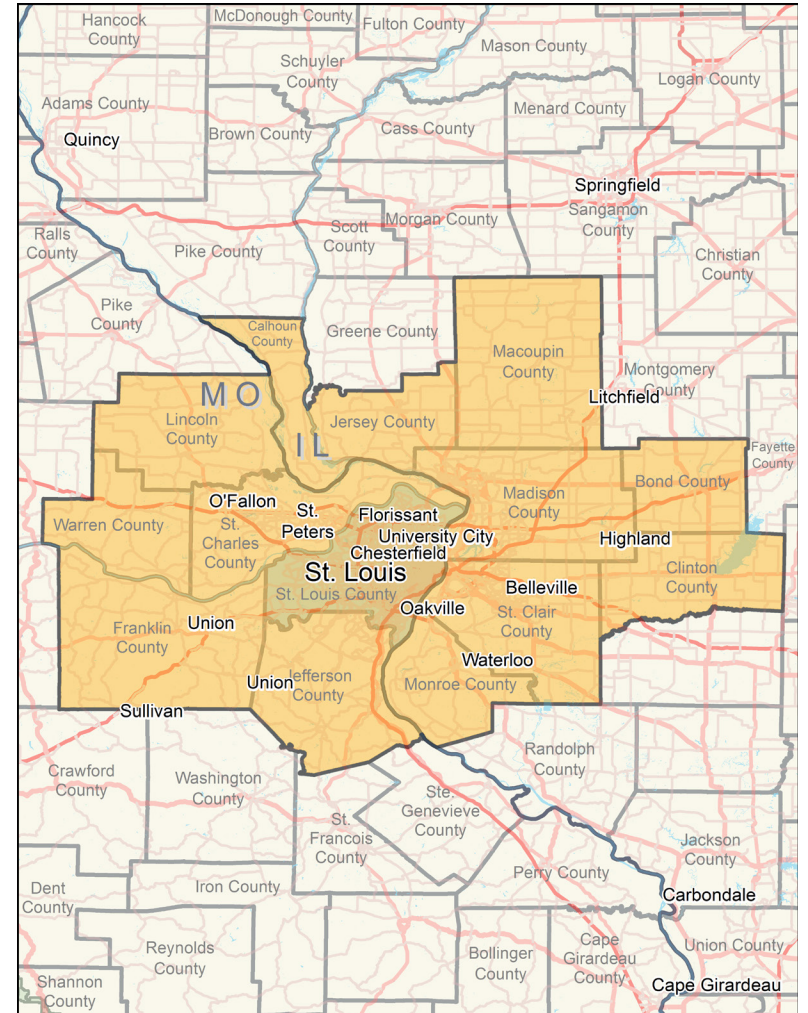 Hancock
County
McDonough County
Fulton County
Mason County
Schuyler
County
Logan County
Adams County
Menard County
Quincy
Brown County
Cass County
Springfield
Sangamon
County
Morgan County
Scott
County
Ralls
County
Pike County
Christian
County
Pike
County
Calhoun
County
Greene County
Macoupin
County
Montgomery
County
MO
Litchfield
Lincoln
County
Jersey County
IL
Fayette
County
Bond County
O'Fallon
St.
Peters
Florissant
Madison
County
Warren County
St.
Charles
County
University City
Highland
Chesterfield
St. Louis
St. Louis County
Clinton
County
Belleville
Oakville
St. Clair
County
Union
Franklin
County
Waterloo
Union
Jefferson
County
Monroe County
Sullivan
Randolph
County
Crawford
County
Washington
County
Ste.
Genevieve
County
St.
Francois
County
Jackson
County
Perry County
Dent
County
Iron County
Carbondale
Reynolds
County
Bollinger
County
Cape
Girardeau
County
Union County
Shannon
County
Cape Girardeau